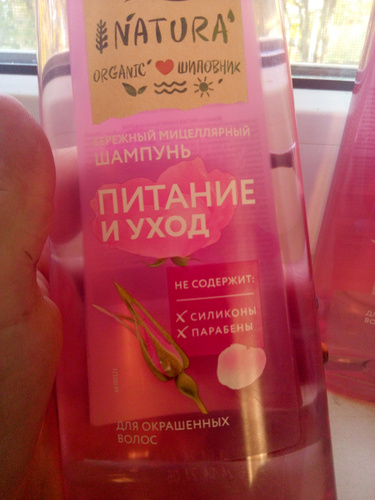 NATURA
ORGANIC ШИПОВНИК
БЕРЕЖНЫЙ МИЦЕЛЛЯРНЫЙ
ШАМПУНЬ
ПИТАНИЕ
И УХОД
НЕ СОДЕРЖИТ:
СИЛИКОНЫ
ПАРАБЕНЫ
ДЛЯ ОКРАШЕННЫХ
ВОЛОС